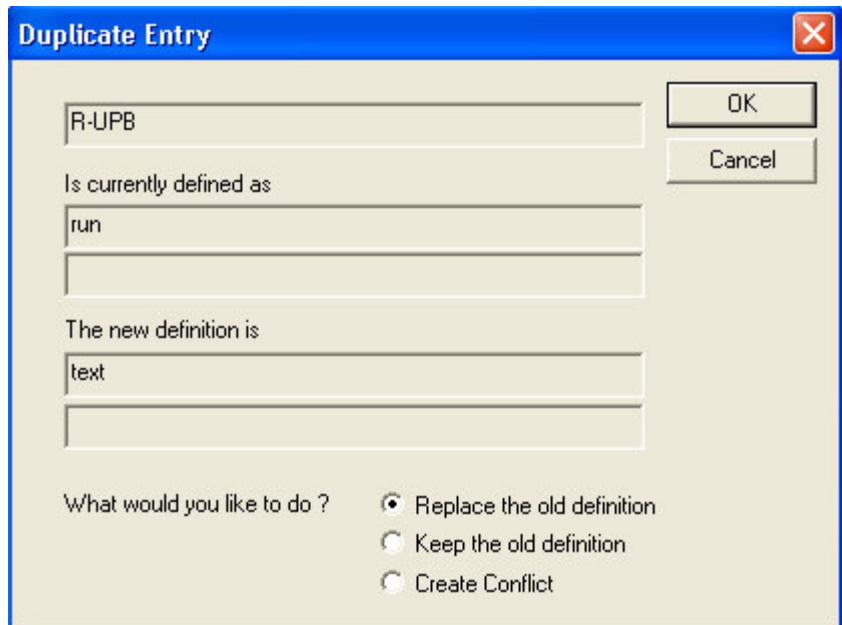 Duplicate Entry
R-UPB
OK
Cancel
Is currently defined as
run
The new definition is
text
What would you like to do ?
Replace the old definition
Keep the old definition
Create Conflict